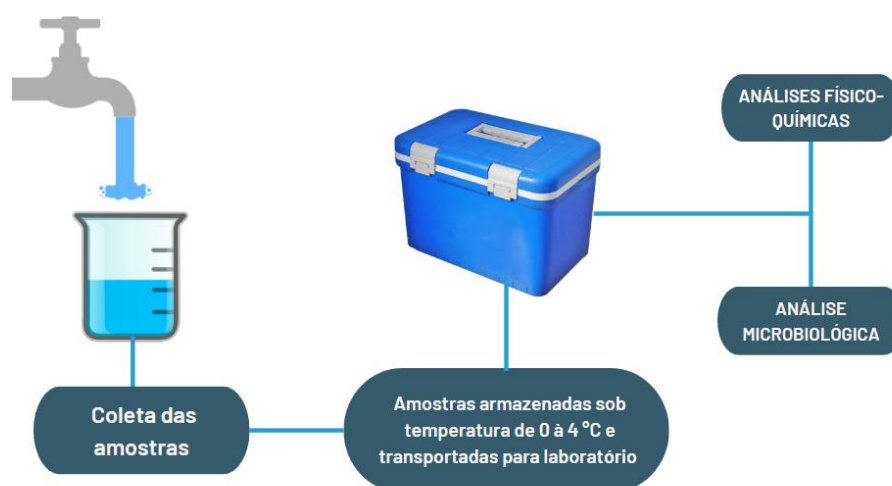 Coleta das
amostras
Amostras armazenadas sob
temperatura de 0 à 4 °C e
transportadas para laboratório
ANÁLISES FÍSICO-
QUÍMICAS
ANÁLISE
MICROBIOLÓGICA